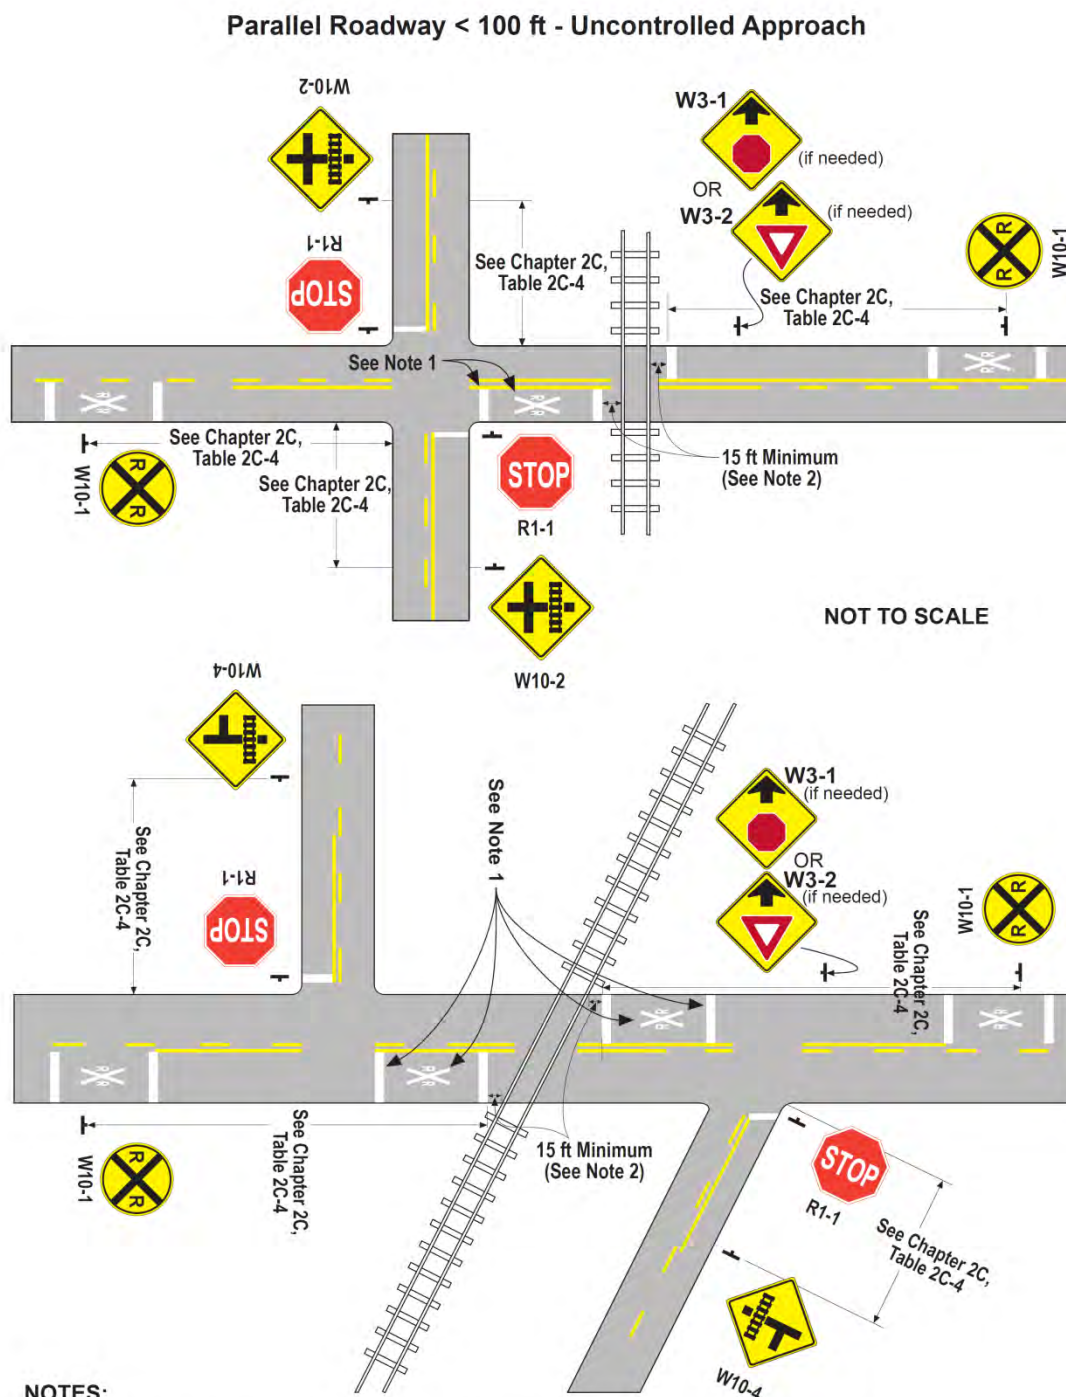 Parallel Roadway < 100 ft - Uncontrolled Approach
W10-2
W3-1
(if needed)
OR
W3-2
(if needed)
R
R
W10-1
R1-1
STOP
See Chapter 2C,
Table 2C-4
See Chapter 2C,
Table 2C-4
See Note 1
R R
R R
R R
See Chapter 2C,
Table 2C-4
See Chapter 2C,
Table 2C-4
W10-1
R
R
STOP
R1-1
15 ft Minimum
(See Note 2)
W10-2
NOT TO SCALE
W10-4
See Chapter 2C,
Table 2C-4
R1-1
STOP
See Note 1
W3-1
(if needed)
OR
W3-2
(if needed)
See Chapter 2C,
Table 2C-4
W10-1
R
R
R R
R R
R R
R R
W10-1
R
R
See Chapter 2C,
Table 2C-4
15 ft Minimum
(See Note 2)
STOP
R1-1
See Chapter 2C,
Table 2C-4
W10-4
NOTES: